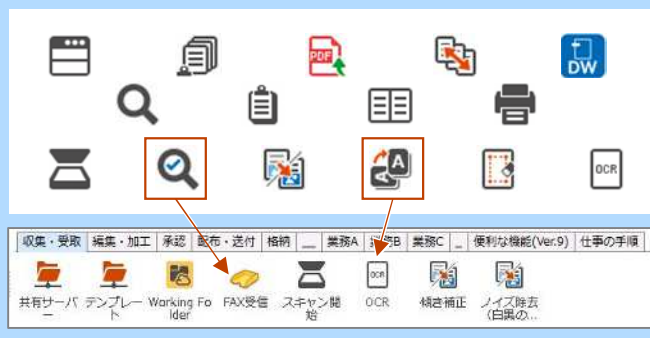 PDF
DW
A
A
OCR
収集・受取 編集・加工 承認 配布・送付 格納 __ 業務A 業務B 業務C _ 便利な機能(Ver.9) 仕事の手順
OCR
共有サーバ テンプレー Working Fo FAX受信 スキャン開 OCR 傾き補正 ノイズ除去
ー ト lder 始 (白黒の...